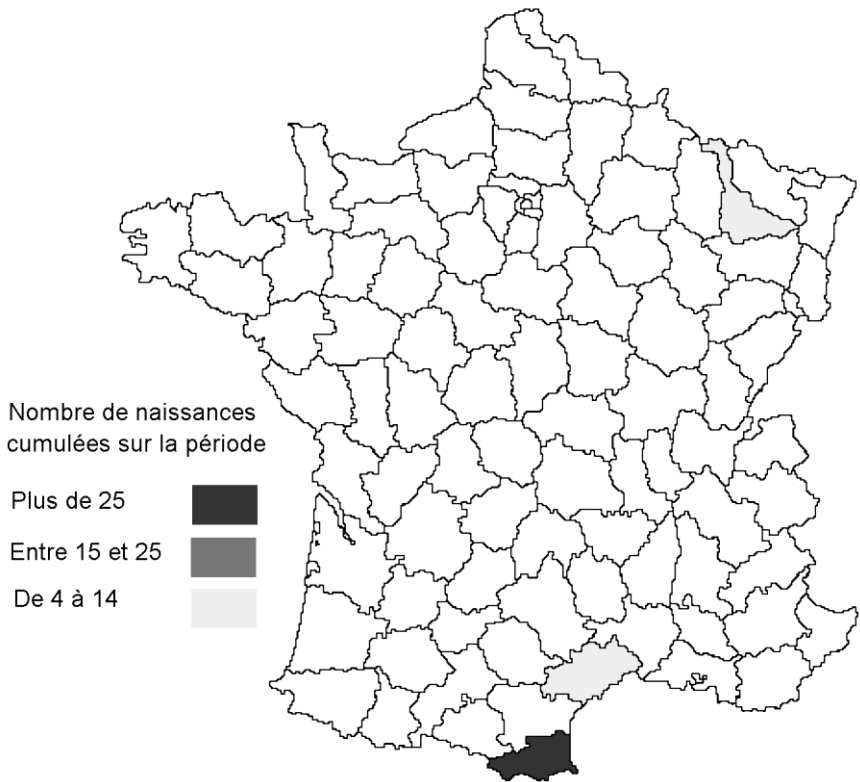 Nombre de naissances
cumulées sur la période
Plus de 25
Entre 15 et 25
De 4 à 14